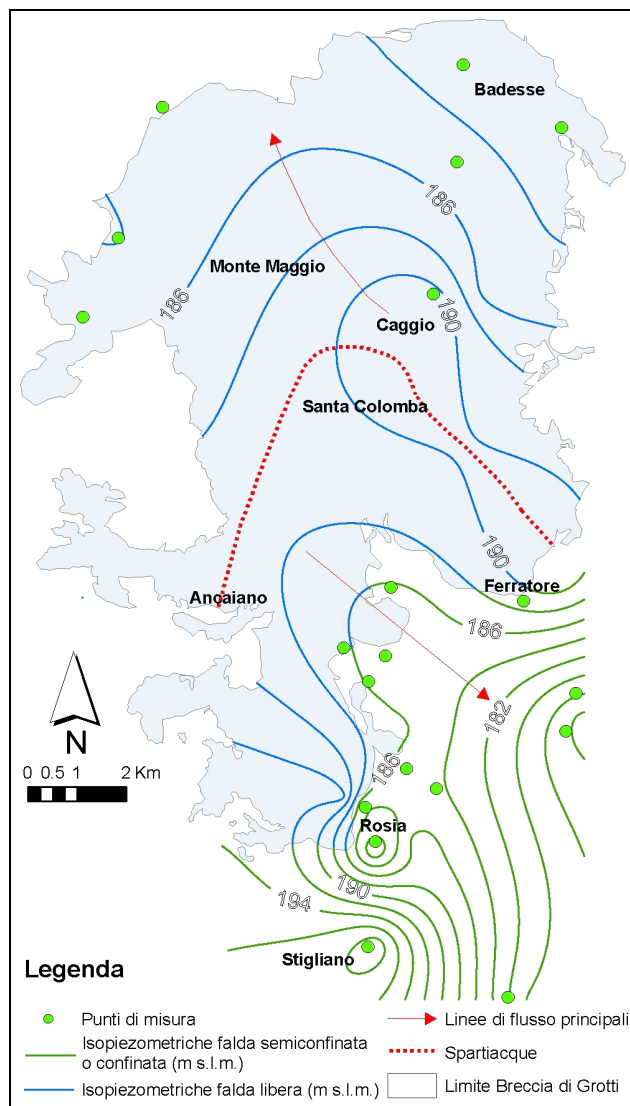 Badesse
186
Monte Maggio
186
190
Caggio
Santa Colomba
190
Ferratore
Ancaiano
186
182
N
0 0.5 1 2 Km
186
Rosia
190
194
Stigliano
Legenda
Punti di misura
Isopiezometriche falda semiconfinata
o confinata (m s.l.m.)
Isopiezometriche falda libera (m s.l.m.)
Linee di flusso principali
Spartiacque
Limite Breccia di Grotti